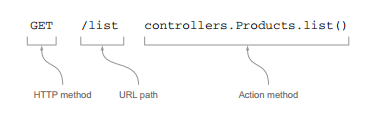 GET /list controllers.Products.list()
HTTP method URL path Action method